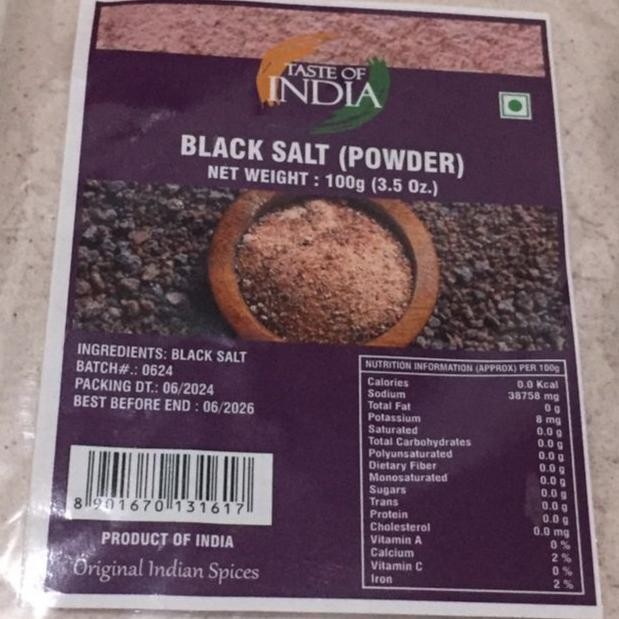 TASTE OF
INDIA
BLACK SALT (POWDER)
NET WEIGHT : 100g (3.5 Oz.)
INGREDIENTS: BLACK SALT
BATCH#.: 0624
PACKING DT.: 06/2024
BEST BEFORE END : 06/2026
8 901670 131617
PRODUCT OF INDIA
Original Indian Spices
NUTRITION INFORMATION (APPROX) PER 100g
Calories 0.0 Kcal
Sodium 38758 mg
Total Fat 0 g
Potassium 8 mg
Saturated 0.0 g
Total Carbohydrates 0.0 g
Polyunsaturated 0.0 g
Dietary Fiber 0.0 g
Monosaturated 0.0 g
Sugars 0.0 g
Trans 0.0 g
Protein 0.0 g
Cholesterol 0.0 mg
Vitamin A 0 %
Calcium 2 %
Vitamin C 0 %
Iron 2 %